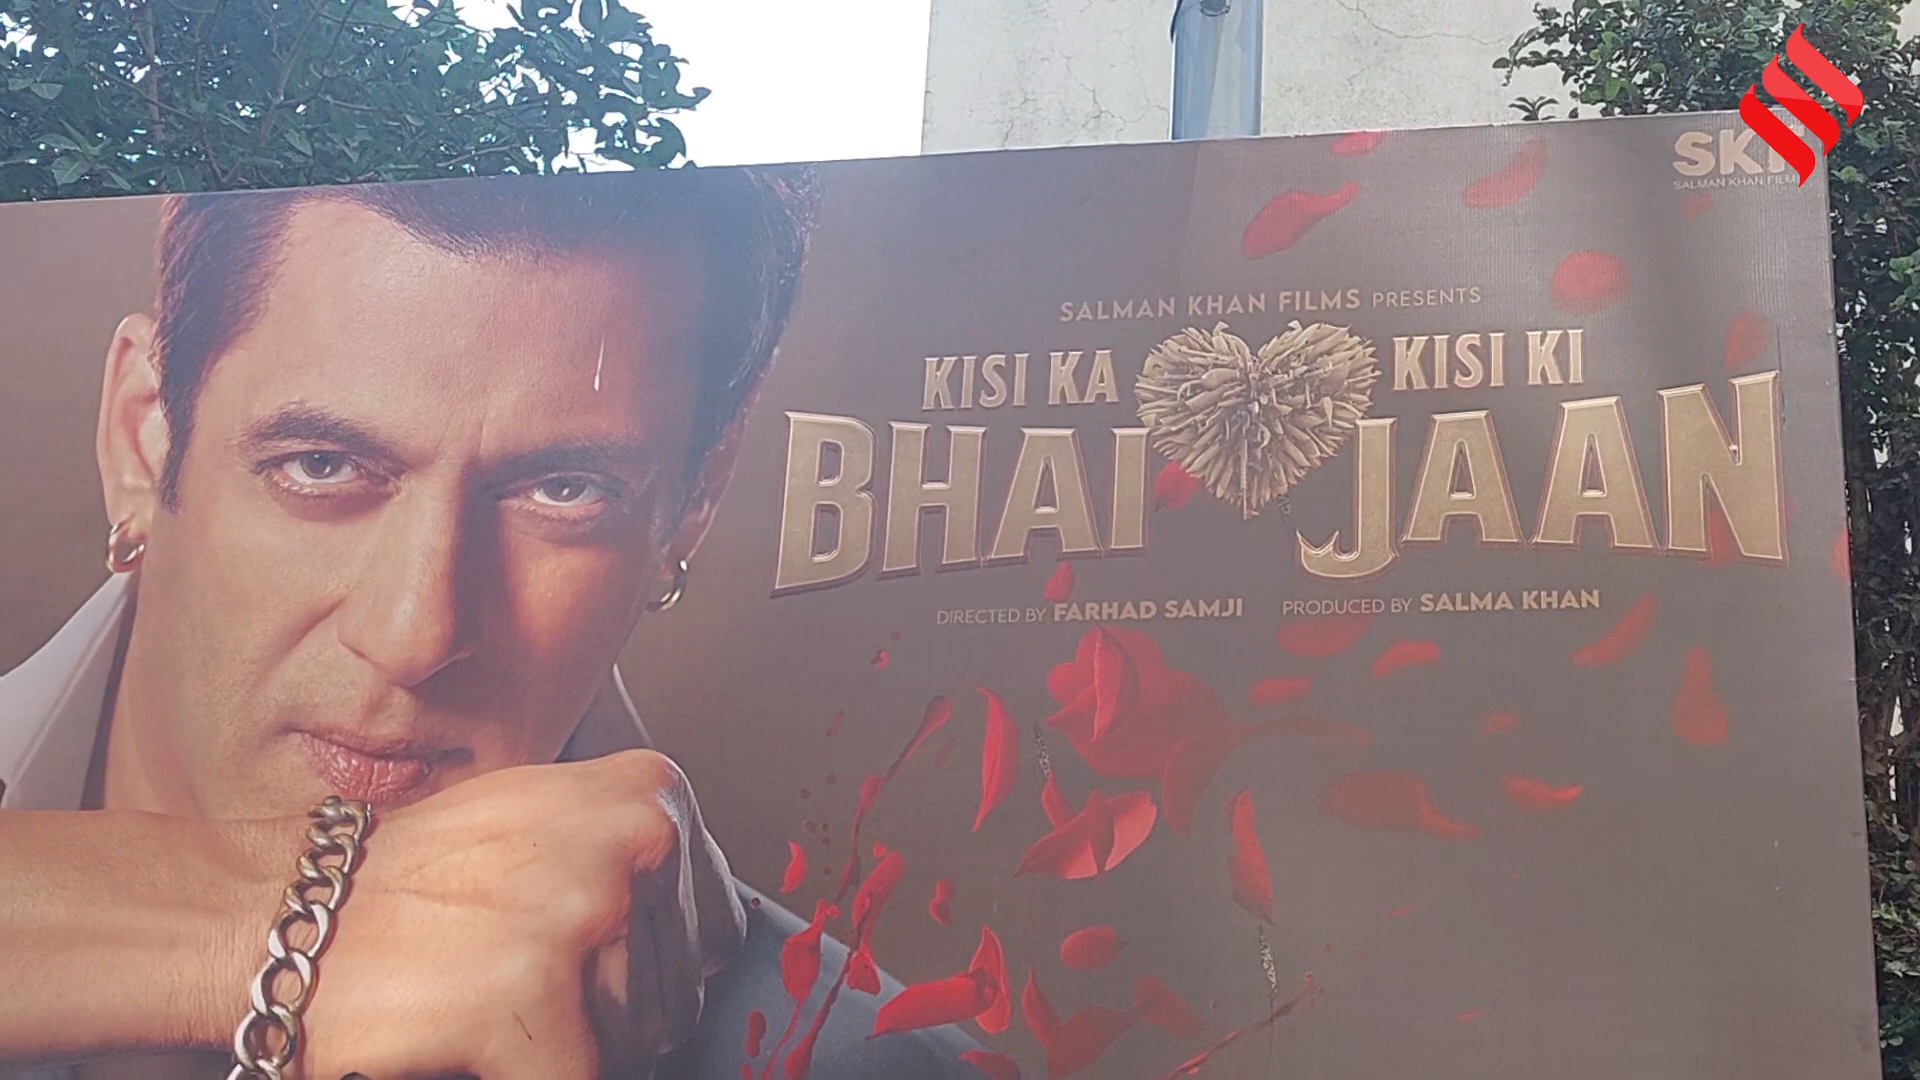 SKF
SALMAN KHAN FILMS
SALMAN KHAN FILMS PRESENTS
KISI KA KISI KI
BHAI JAAN
DIRECTED BY FARHAD SAMJI PRODUCED BY SALMA KHAN